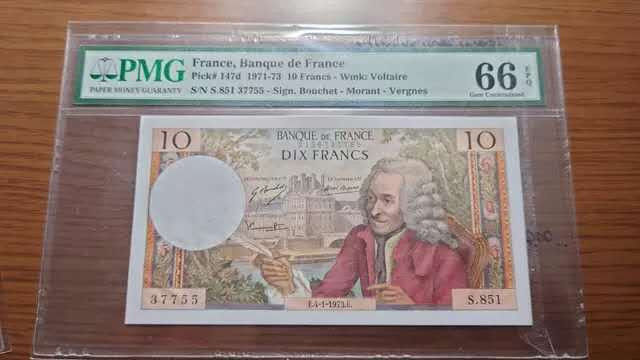 PMG
PAPER MONEY GUARANTY
France, Banque de France
Pick# 147d 1971-73 10 Francs - Wmk: Voltaire
S/N S.851 37755 - Sign. Bouchet - Morant - Vergnes
66 EPQ
Gem Uncirculated
10
BANQUE DE FRANCE
DIX FRANCS
10
37755
E.4-1-1973.E.
S.851